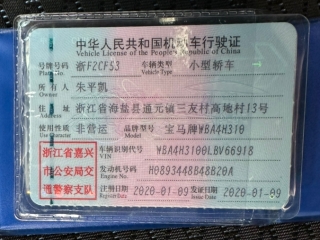 中华人民共和国机动车行驶证
Vehicle License of the People's Republic of China
号牌号码 浙F2CF53 车辆类型 小型轿车
Plate No. Vehicle Type
所有人 朱平凯
Owner
住址 浙江省海盐县通元镇三友村高地村13号
Address
使用性质 非营运 品牌型号 宝马牌WBA4H310
Use Character Model
浙江省嘉兴
市公安局交
通警察支队
车辆识别代号 WBA4H3100LBV66918
VIN
发动机号码 H0893448B48B20A
Engine No.
注册日期 2020-01-09 发证日期 2020-01-09
Register Date Issue Date